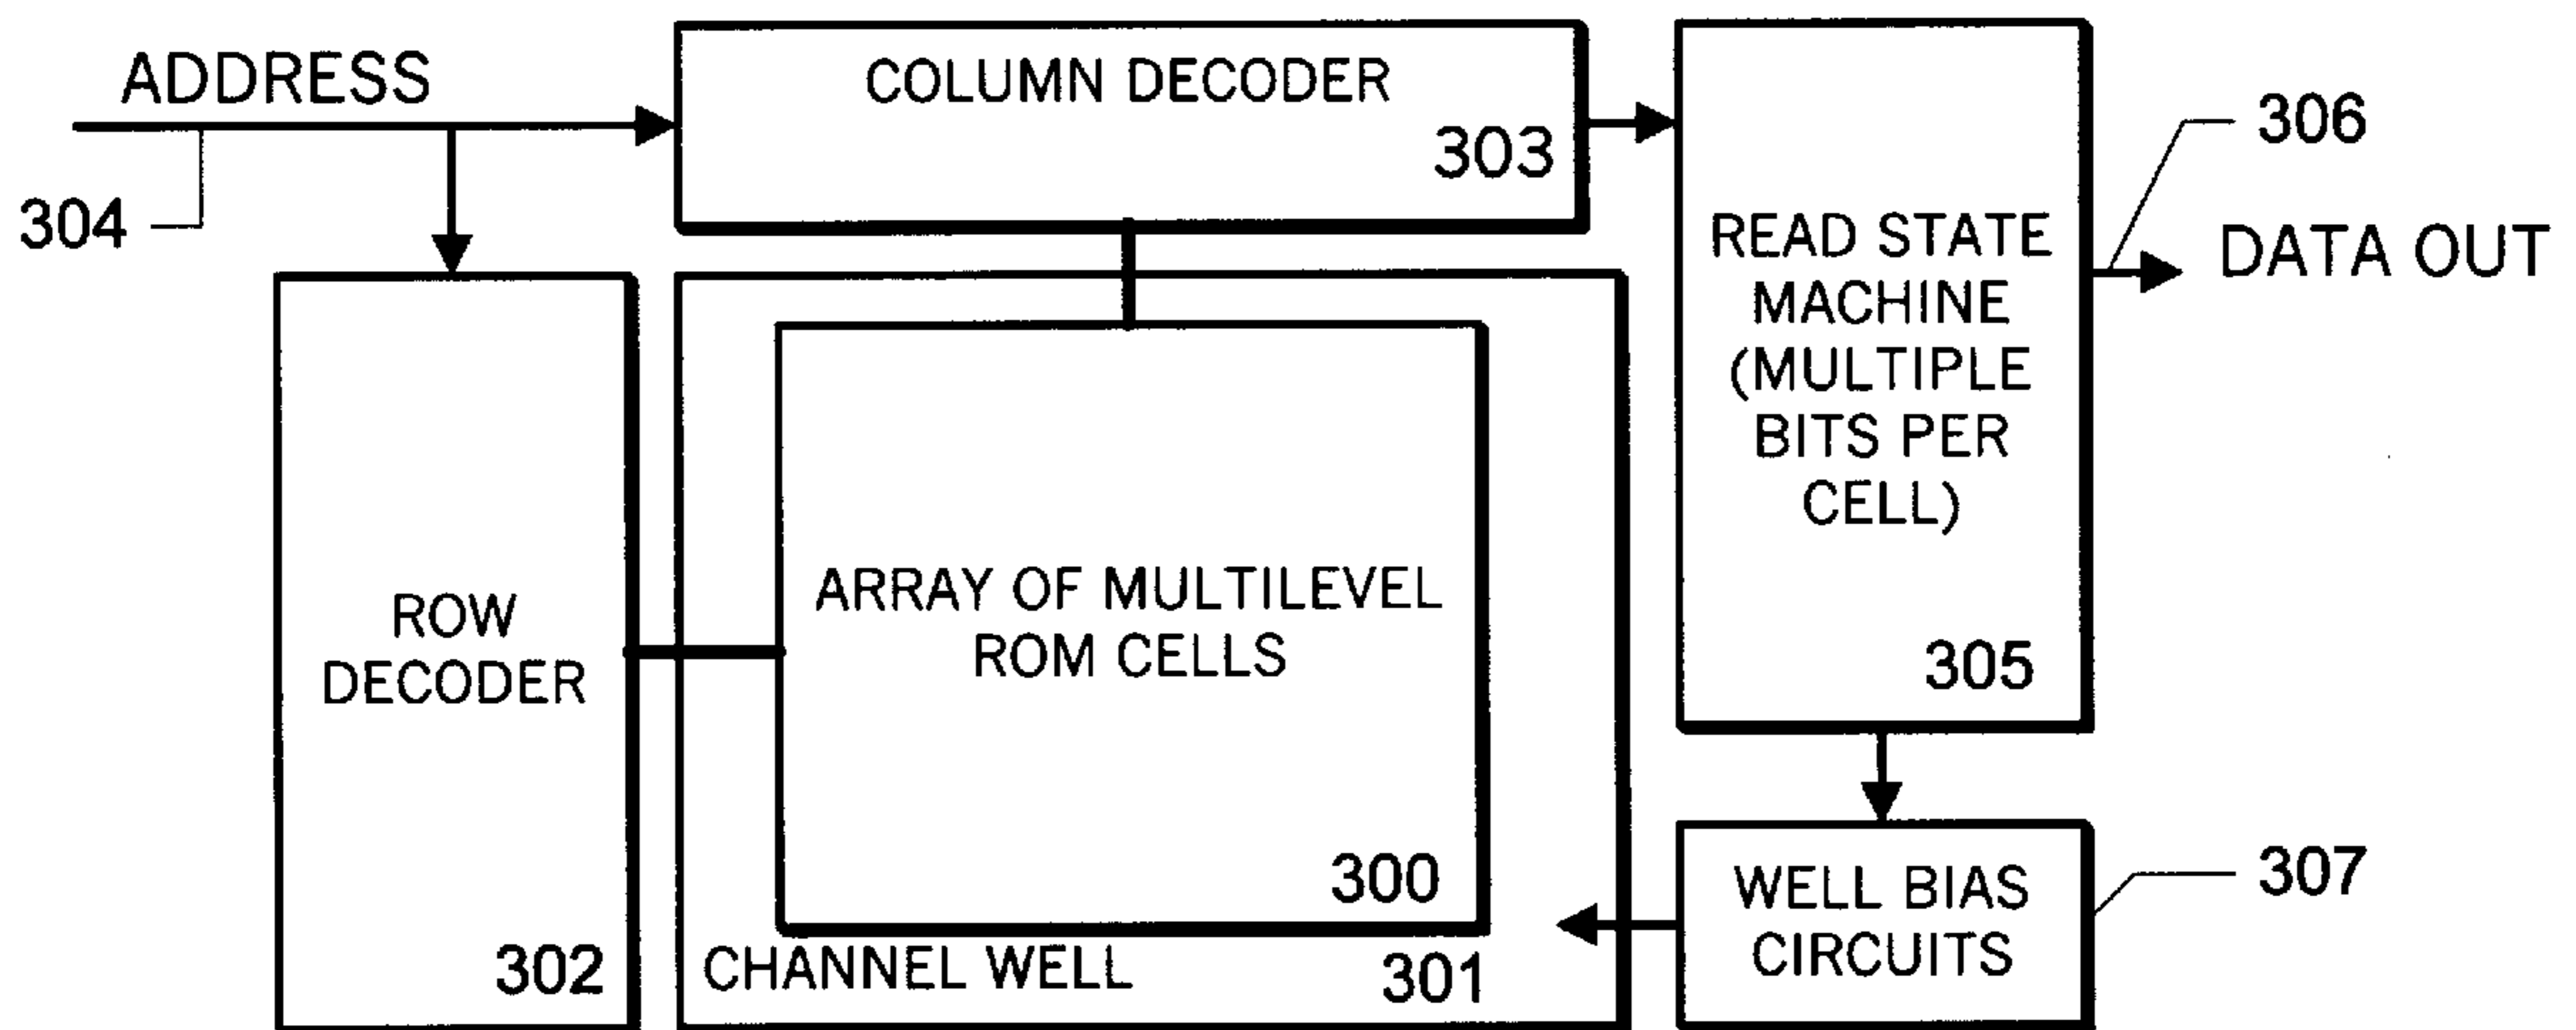 ADDRESS
304
COLUMN DECODER
303
READ STATE
MACHINE
(MULTIPLE
BITS PER
CELL)
305
306
DATA OUT
ROW
DECODER
302
ARRAY OF MULTILEVEL
ROM CELLS
300
CHANNEL WELL
301
WELL BIAS
CIRCUITS
307